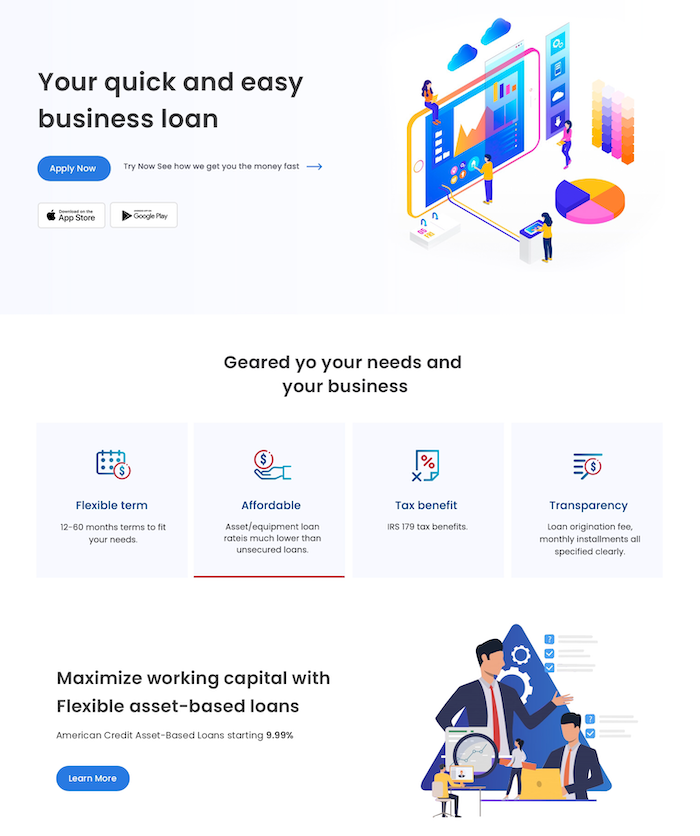 Your quick and easy
business loan
Apply Now
Try Now See how we get you the money fast
Download on the
App Store
Google Play
Geared yo your needs and
your business
Flexible term
12-60 months terms to fit
your needs.
Affordable
Asset/equipment loan
rateis much lower than
unsecured loans.
Tax benefit
IRS 179 tax benefits.
Transparency
Loan origination fee,
monthly installments all
specified clearly.
Maximize working capital with
Flexible asset-based loans
American Credit Asset-Based Loans starting 9.99%
Learn More